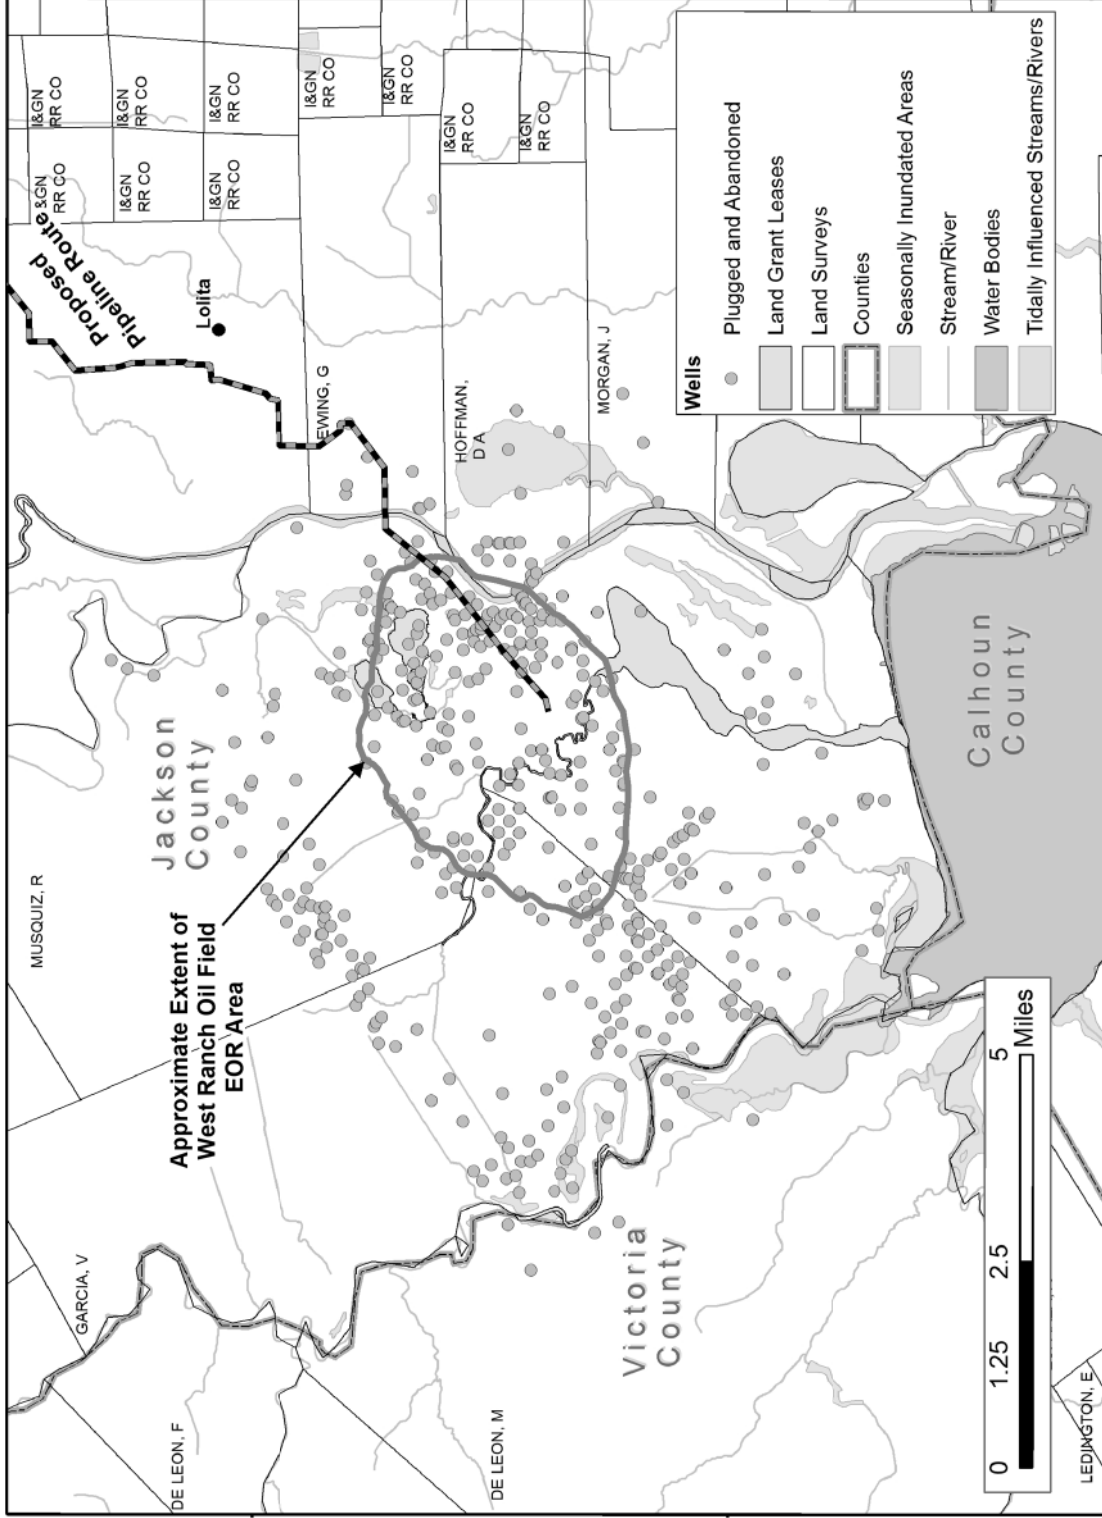 MUSQUIZ, R
GARCIA, V
Proposed
Pipeline Route
&GN
RR CO
I&GN
RR CO
I&GN
RR CO
I&GN
RR CO
I&GN
RR CO
I&GN
RR CO
Lolita
Jackson
County
Approximate Extent of
West Ranch Oil Field
EOR Area
DE LEON, F
EWING, G
I&GN
RR CO
I&GN
RR CO
HOFFMAN,
D A
I&GN
RR CO
I&GN
RR CO
DE LEON, M
MORGAN, J
Victoria
County
Calhoun
County
Wells
Plugged and Abandoned
Land Grant Leases
Land Surveys
Counties
Seasonally Inundated Areas
Stream/River
Water Bodies
Tidally Influenced Streams/Rivers
0 1.25 2.5 5
Miles
LEDINGTON, E